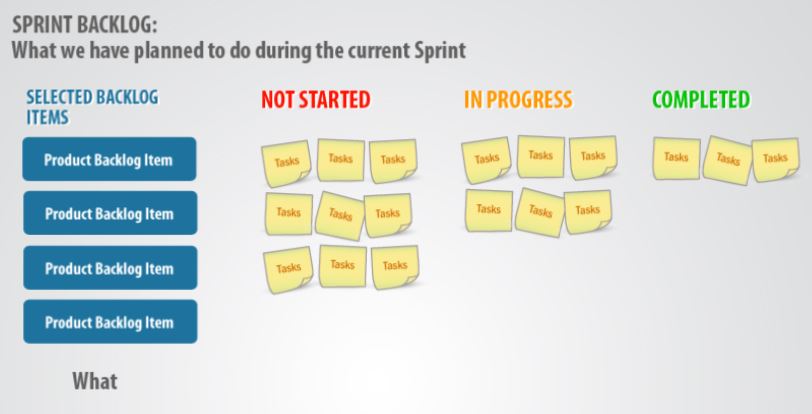 SPRINT BACKLOG:
What we have planned to do during the current Sprint
SELECTED BACKLOG
ITEMS
NOT STARTED
IN PROGRESS
COMPLETED
Product Backlog Item
Tasks Tasks Tasks
Tasks Tasks Tasks
Tasks Tasks Tasks
Product Backlog Item
Tasks Tasks Tasks
Tasks Tasks Tasks
Product Backlog Item
Tasks Tasks Tasks
Product Backlog Item
What